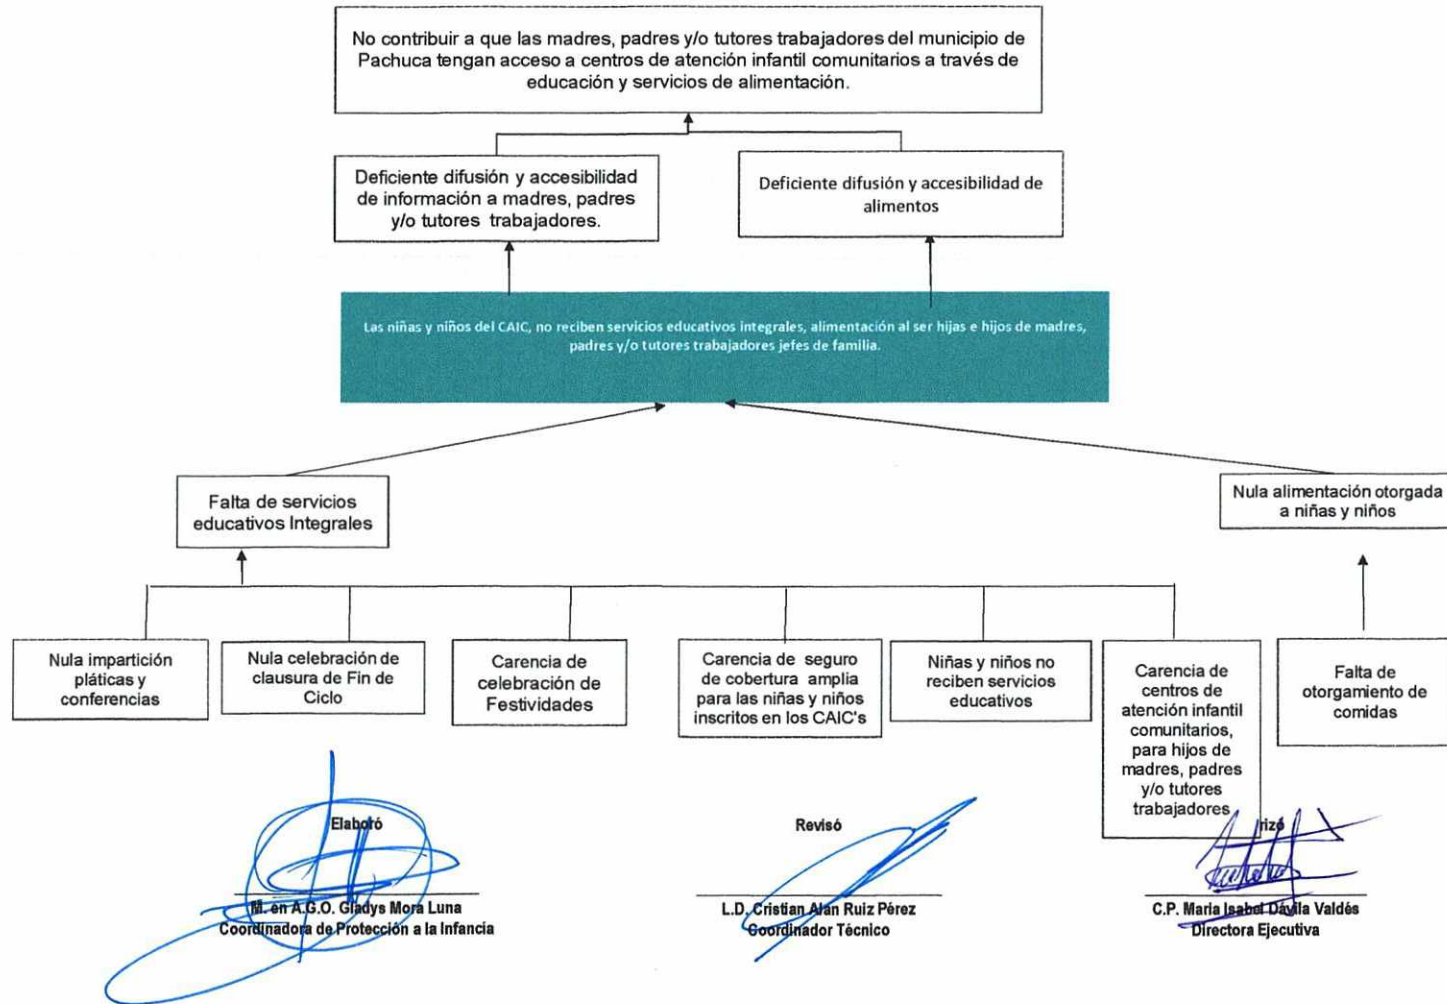 No contribuir a que las madres, padres y/o tutores trabajadores del municipio de
Pachuca tengan acceso a centros de atención infantil comunitarios a través de
educación y servicios de alimentación.
Deficiente difusión y accesibilidad
de información a madres, padres
y/o tutores trabajadores.
Deficiente difusión y accesibilidad de
alimentos
Las niñas y niños del CAIC, no reciben servicios educativos integrales, alimentación al ser hijas e hijos de madres,
padres y/o tutores trabajadores jefes de familia.
Falta de servicios
educativos Integrales
Nula alimentación otorgada
a niñas y niños
Nula impartición
pláticas y
conferencias
Nula celebración de
clausura de Fin de
Ciclo
Carencia de
celebración de
Festividades
Carencia de seguro
de cobertura amplia
para las niñas y niños
inscritos en los CAIC's
Niñas y niños no
reciben servicios
educativos
Carencia de
centros de
atención infantil
comunitarios,
para hijos de
madres, padres
y/o tutores
trabajadores
Falta de
otorgamiento de
comidas
Elaboró
M. en A.G.O. Gladys Mora Luna
Coordinadora de Protección a la Infancia
Revisó
L.D. Cristian Alan Ruiz Pérez
Coordinador Técnico
rizó
C.P. Maria Isabel Dávila Valdés
Directora Ejecutiva